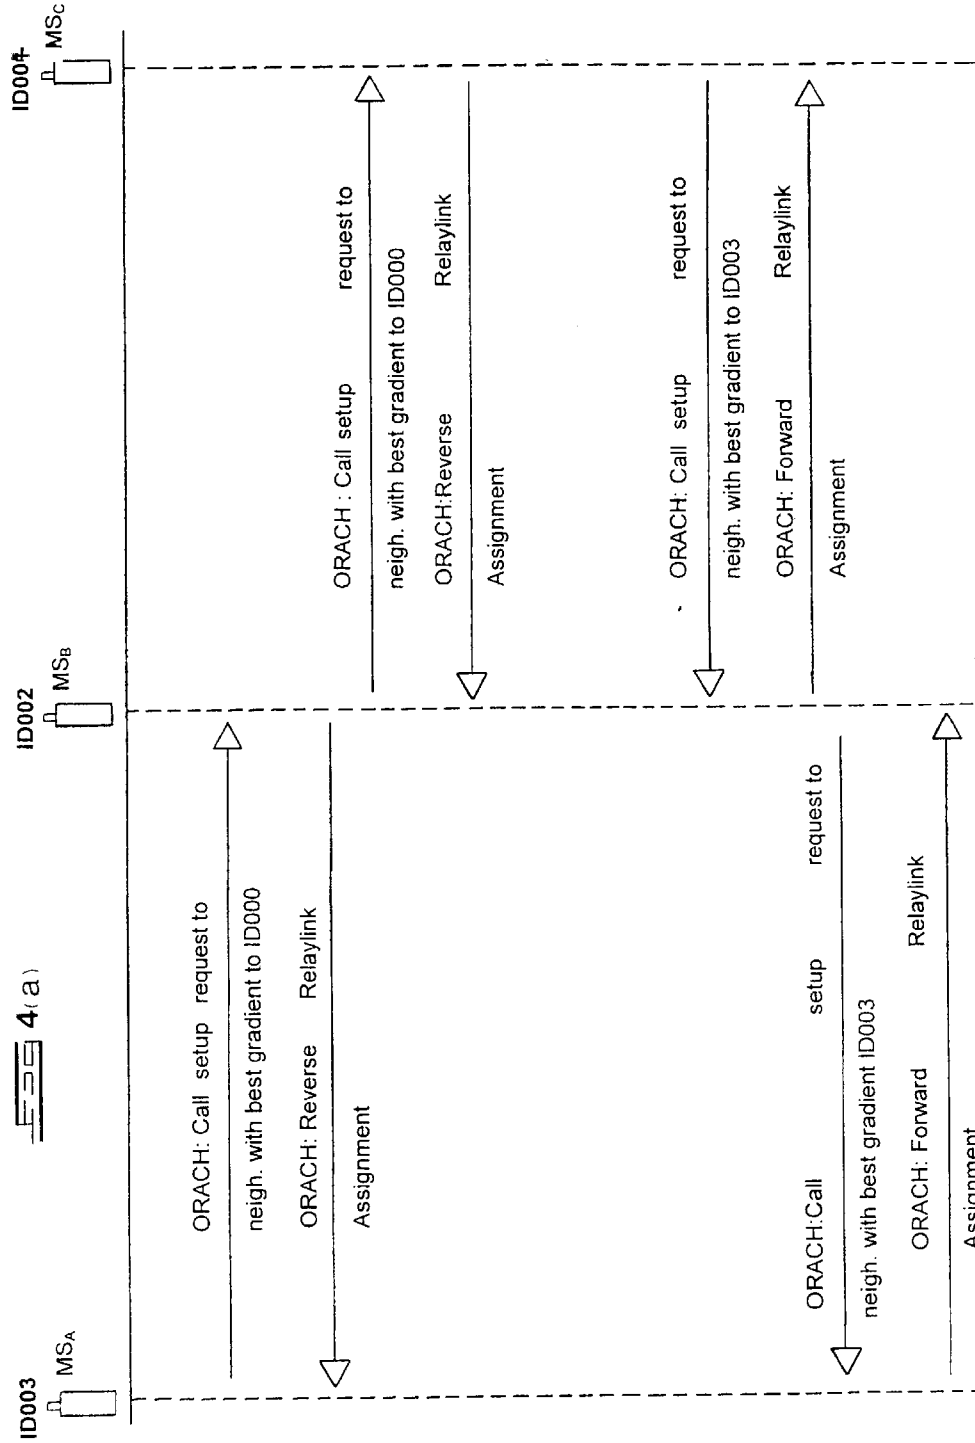 Fig 4(a)
ID003
ID002
ID004
MSA
MSB
MSC
ORACH: Call setup request to
neigh. with best gradient to ID000
ORACH: Reverse Relaylink
Assignment
ORACH : Call setup request to
neigh. with best gradient to ID000
ORACH:Reverse Relaylink
Assignment
ORACH: Call setup request to
neigh. with best gradient to ID003
ORACH: Forward Relaylink
Assignment
ORACH:Call setup request to
neigh. with best gradient ID003
ORACH: Forward Relaylink
Assignment